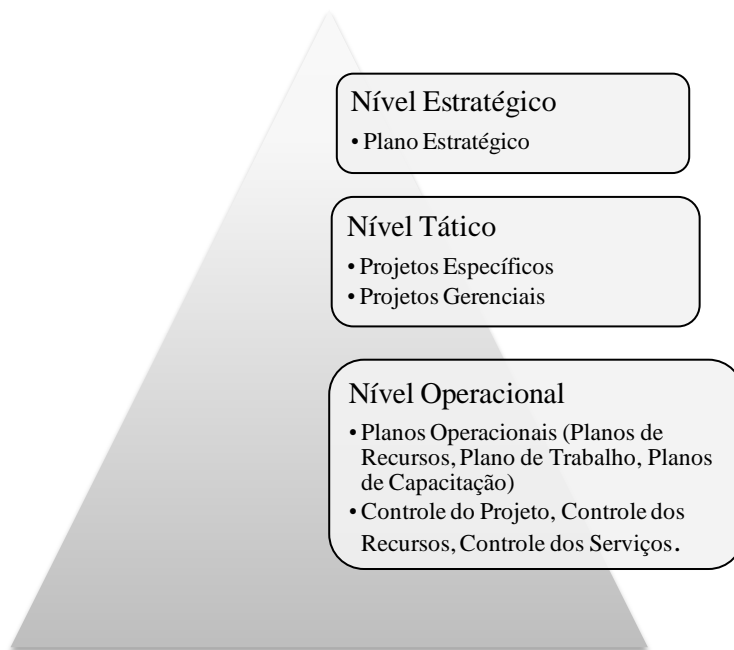 Nível Estratégico
• Plano Estratégico
Nível Tático
• Projetos Específicos
• Projetos Gerenciais
Nível Operacional
• Planos Operacionais (Planos de
Recursos, Plano de Trabalho, Planos
de Capacitação)
• Controle do Projeto, Controle dos
Recursos, Controle dos Serviços.